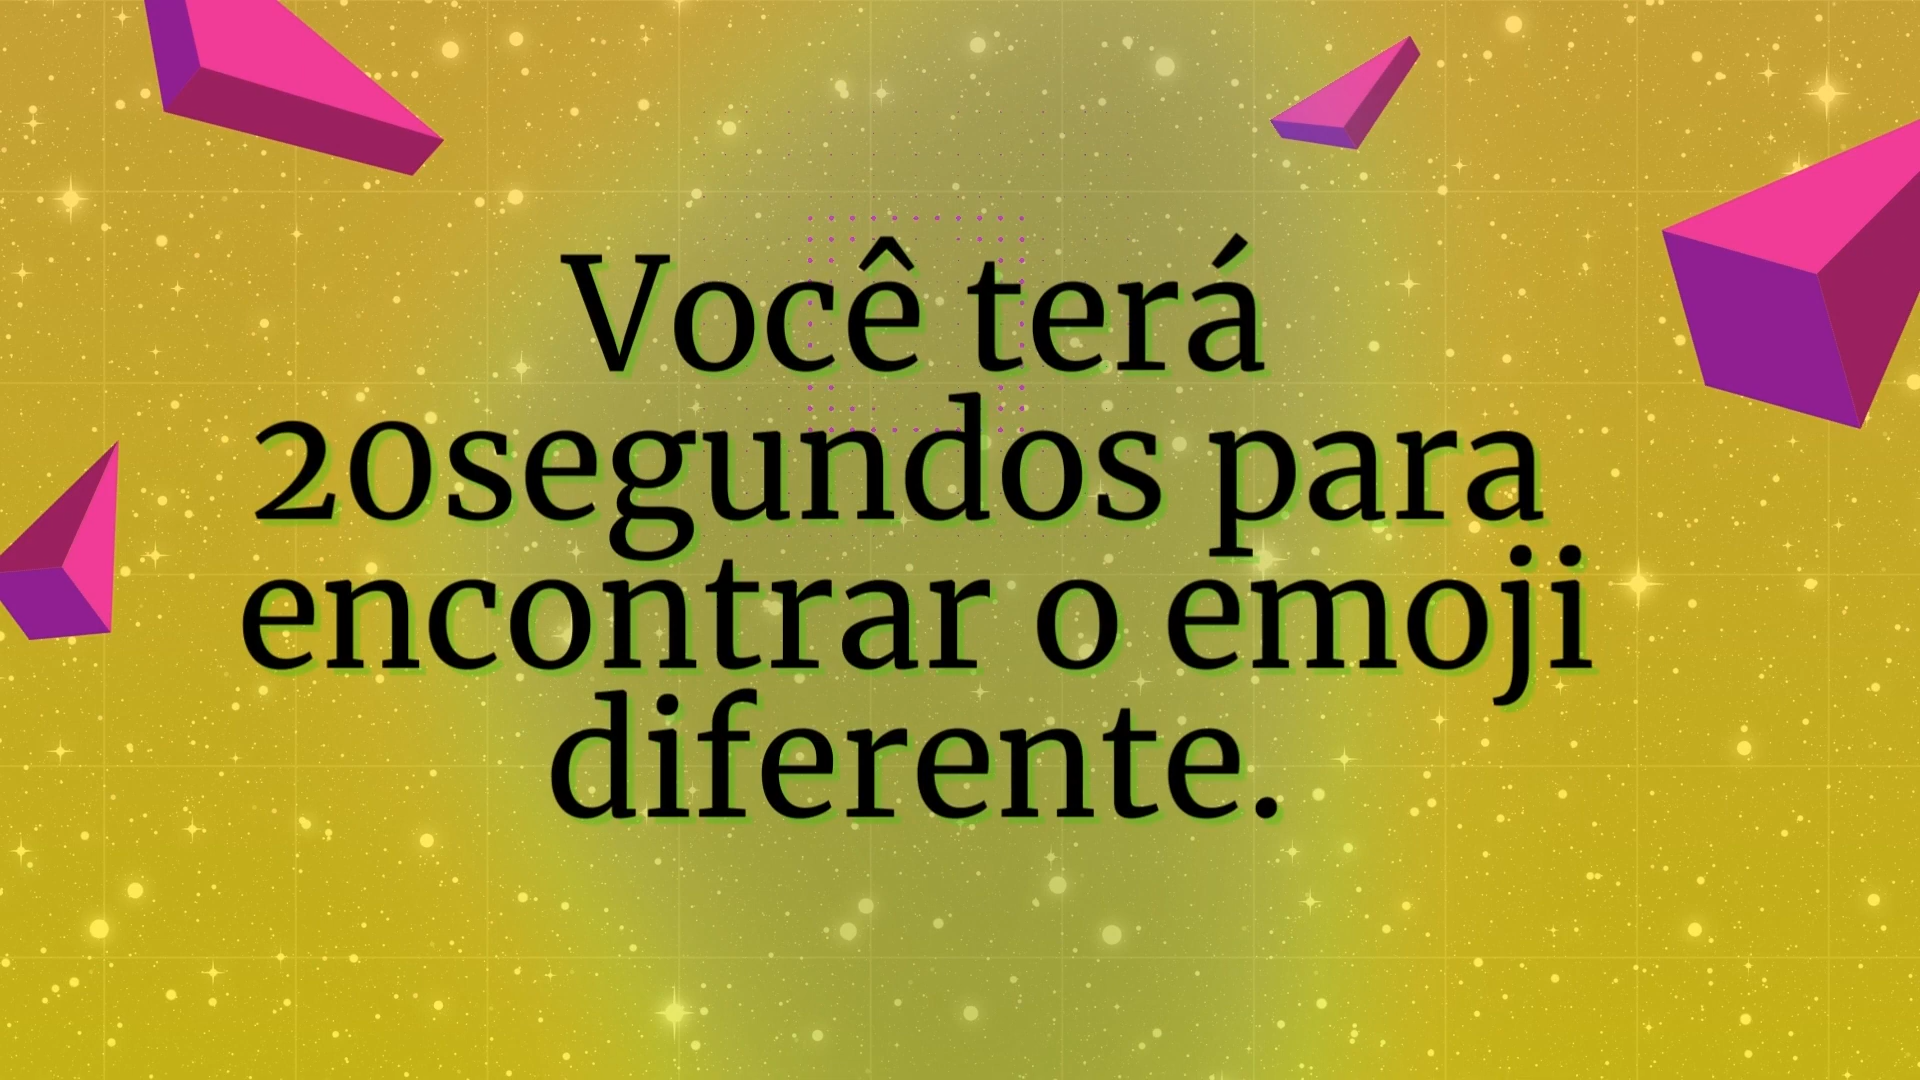 Você terá
20segundos para
encontrar o emoji
diferente.